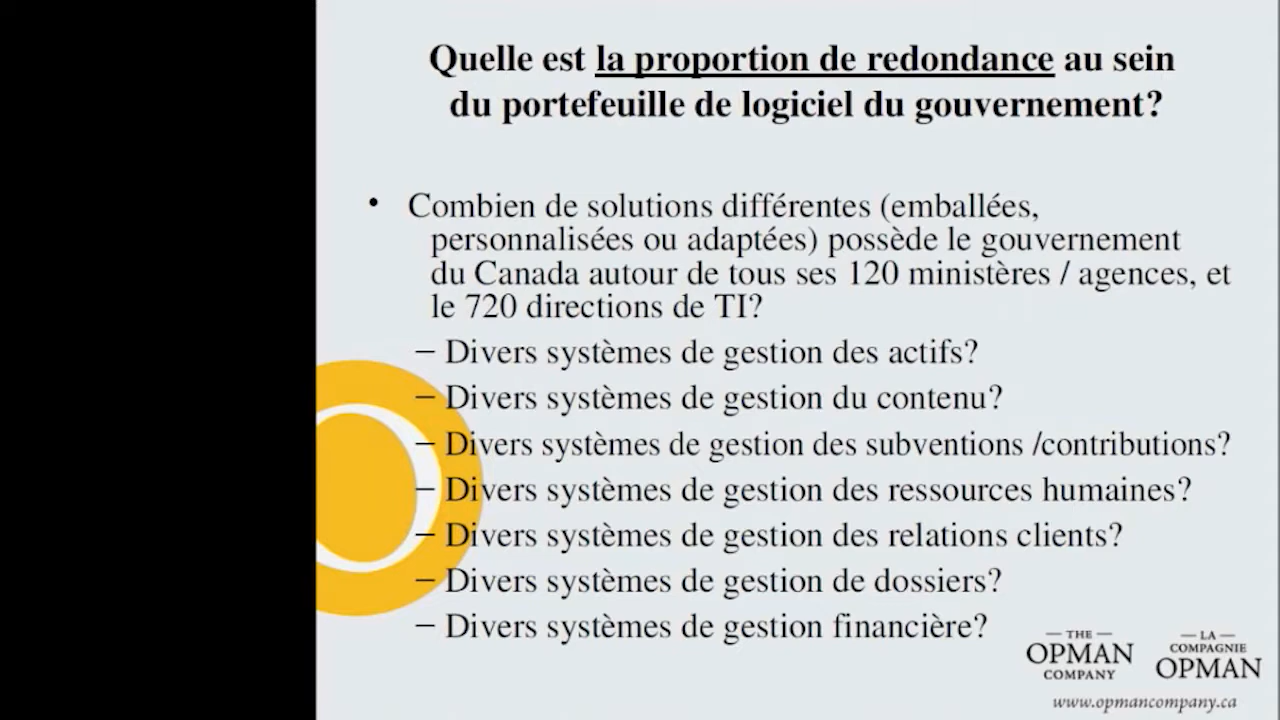 Quelle est la proportion de redondance au sein
du portefeuille de logiciel du gouvernement?
• Combien de solutions différentes (emballées,
personnalisées ou adaptées) possède le gouvernement
du Canada autour de tous ses 120 ministères / agences, et
le 720 directions de TI?
– Divers systèmes de gestion des actifs?
– Divers systèmes de gestion du contenu?
– Divers systèmes de gestion des subventions /contributions?
– Divers systèmes de gestion des ressources humaines?
– Divers systèmes de gestion des relations clients?
– Divers systèmes de gestion de dossiers?
– Divers systèmes de gestion financière?
THE
OPMAN
COMPANY
LA
COMPAGNIE
OPMAN
www.opmancompany.ca